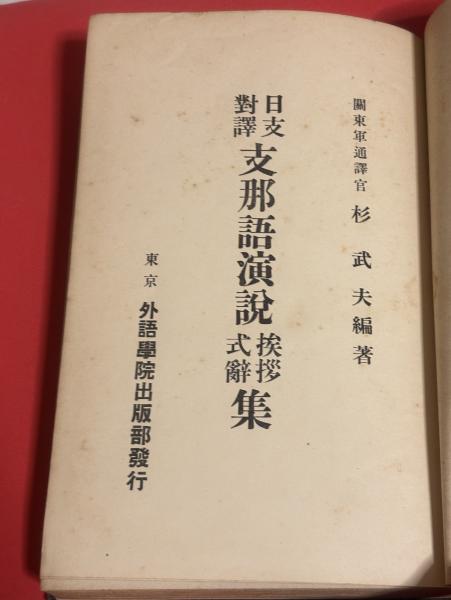 關東軍通譯官 杉武夫編著
日支對譯 支那語演說挨拶式辭集
東京 外語學院出版部發行